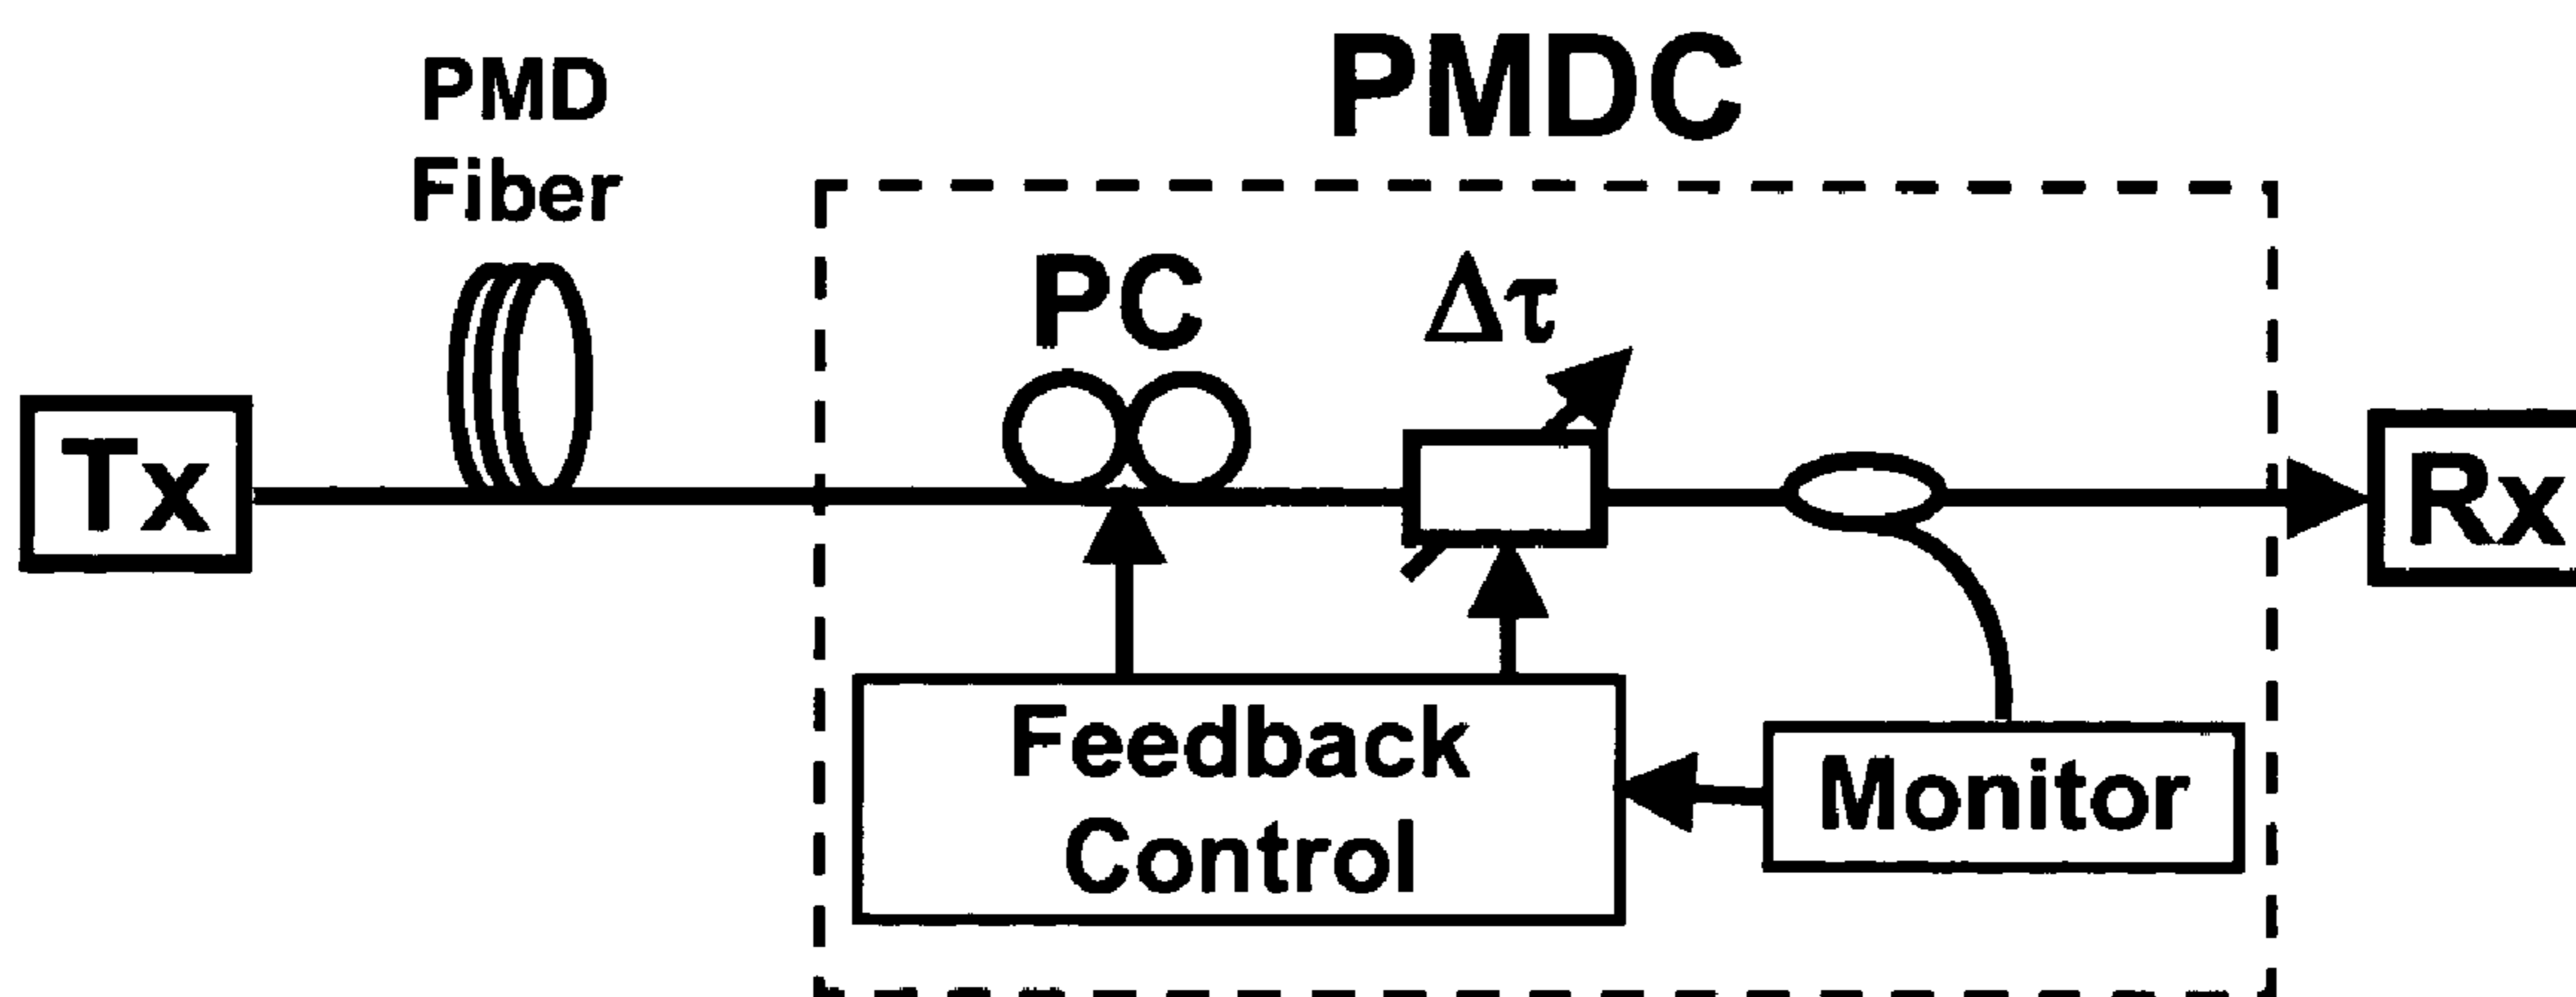 PMD
Fiber
PMDC
PC
Δτ
Tx
Rx
Feedback
Control
Monitor